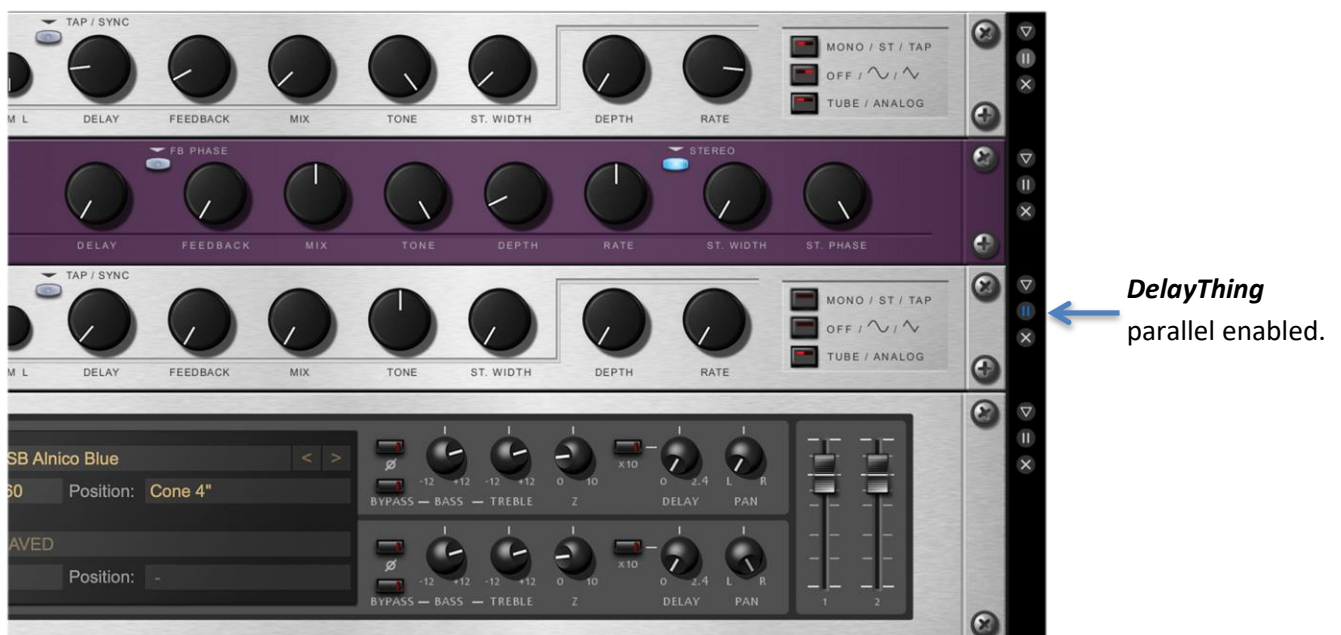 TAP / SYNC
M L DELAY FEEDBACK MIX TONE ST. WIDTH DEPTH RATE
MONO / ST / TAP
OFF / /
TUBE / ANALOG
FB PHASE STEREO
DELAY FEEDBACK MIX TONE DEPTH RATE ST. WIDTH ST. PHASE
TAP / SYNC
M L DELAY FEEDBACK MIX TONE ST. WIDTH DEPTH RATE
MONO / ST / TAP
OFF / /
TUBE / ANALOG
DelayThing
parallel enabled.
SB Alnico Blue < >
60 Position: Cone 4"
Ø x10
-12 +12 -12 +12 0 10 0 2.4 L R
BYPASS — BASS — TREBLE Z DELAY PAN
AVED
Position: -
Ø x10
-12 +12 -12 +12 0 10 0 2.4 L R
BYPASS — BASS — TREBLE Z DELAY PAN
1 2